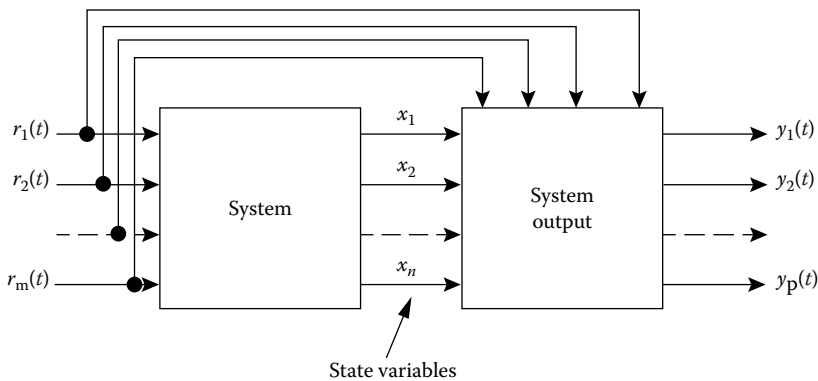 r₁(t)
x₁
y₁(t)
r₂(t)
x₂
y₂(t)
System
System
output
rₘ(t)
xₙ
yₚ(t)
State variables